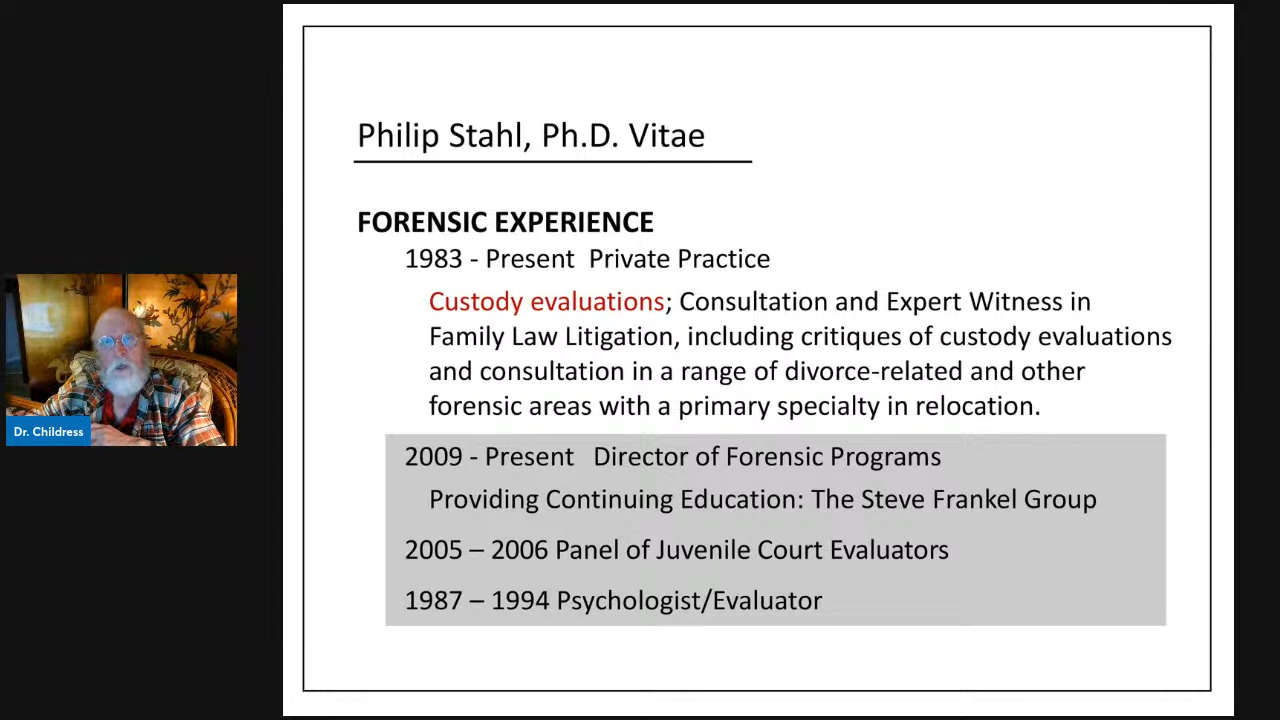 Philip Stahl, Ph.D. Vitae
FORENSIC EXPERIENCE
1983 - Present Private Practice
Custody evaluations; Consultation and Expert Witness in
Family Law Litigation, including critiques of custody evaluations
and consultation in a range of divorce-related and other
forensic areas with a primary specialty in relocation.
2009 - Present Director of Forensic Programs
Providing Continuing Education: The Steve Frankel Group
2005 – 2006 Panel of Juvenile Court Evaluators
1987 – 1994 Psychologist/Evaluator
Dr. Childress